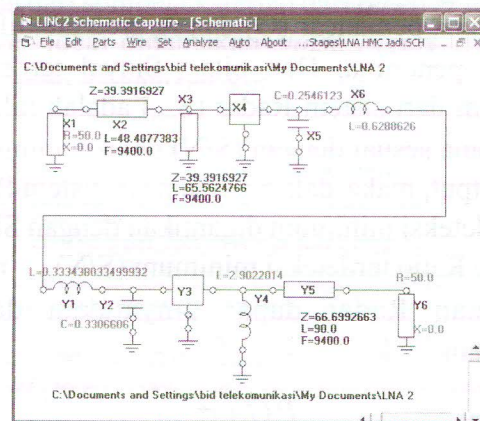 LINC2 Schematic Capture - [Schematic]
File Edit Parts Wire Set Analyze Auto About ...Stages\LNA HMC Jadi.SCH
C:\Documents and Settings\bid telekomunikasi\My Documents\LNA 2
Z=39.3916927
X3
C=0.2546123
X6
X4
X1
R=50.0
X=0.0
X2
L=48.4077383
F=9400.0
X5
L=0.6288626
Z=39.3916927
L=65.5624766
F=9400.0
L=0.333438033499932
L=2.9022014
R=50.0
Y1
Y2
Y3
Y4
Y5
Y6
C=0.3306606
Z=66.6992663
L=90.0
F=9400.0
X=0.0
C:\Documents and Settings\bid telekomunikasi\My Documents\LNA 2